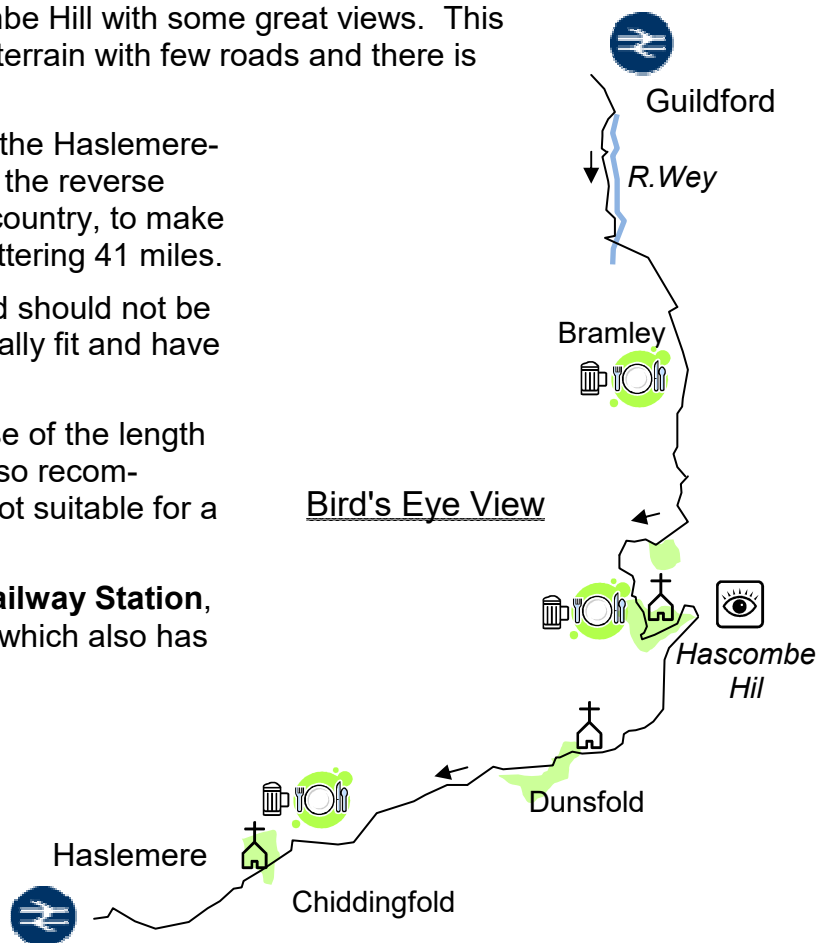 be Hill with some great views. This
terrain with few roads and there is
the Haslemere-
the reverse
country, to make
ttering 41 miles.
d should not be
ally fit and have
e of the length
so recom-
ot suitable for a
ailway Station,
which also has
Guildford
R.Wey
Bramley
Bird's Eye View
Hascombe
Hil
Dunsfold
Haslemere
Chiddingfold